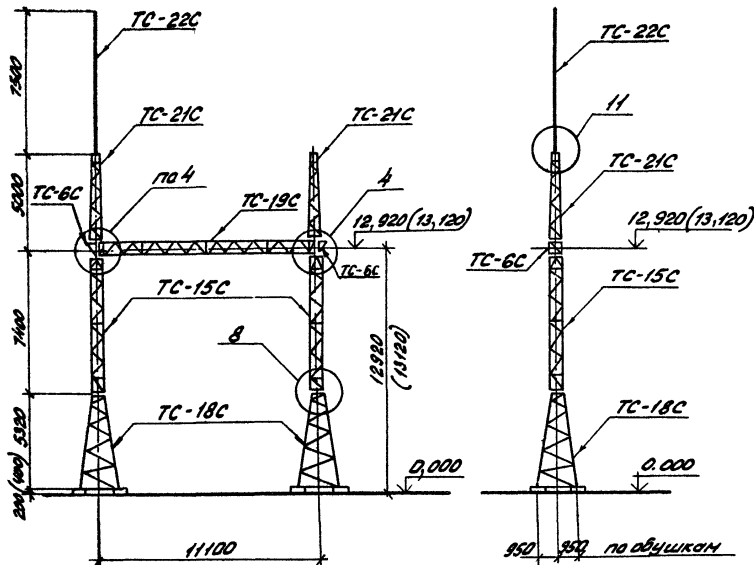 ТС-22С
ТС-22С
7500
11
ТС-21С
ТС-21С
по 4
4
ТС-21С
ТС-6С
ТС-19С
5000
12,920(13,120)
12,920(13,120)
ТС-6С
ТС-6С
ТС-15С
ТС-15С
7400
8
12920
(13120)
ТС-18С
ТС-18С
5320
200(400)
0,000
0.000
11100
950
950
по обушкам